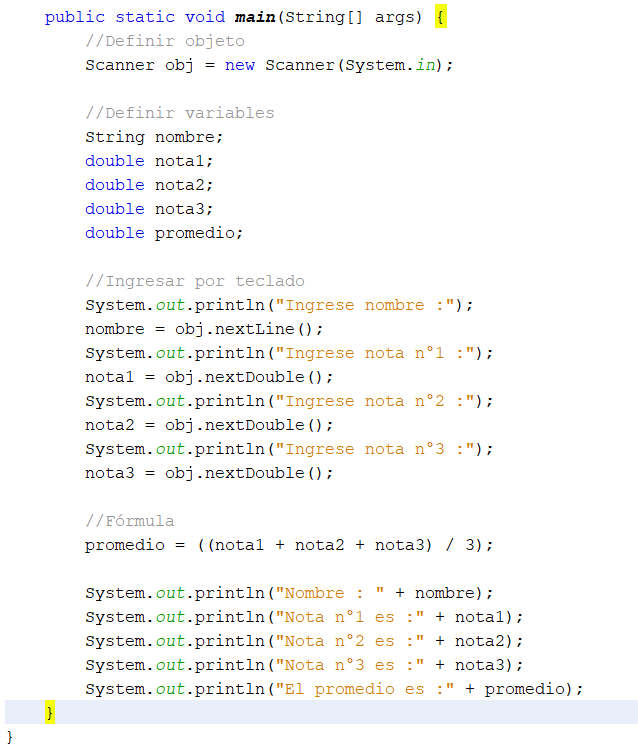 public static void main(String[] args) {
//Definir objeto
Scanner obj = new Scanner(System.in);
//Definir variables
String nombre;
double nota1;
double nota2;
double nota3;
double promedio;
//Ingresar por teclado
System.out.println("Ingrese nombre :");
nombre = obj.nextLine();
System.out.println("Ingrese nota n°1 :");
nota1 = obj.nextDouble();
System.out.println("Ingrese nota n°2 :");
nota2 = obj.nextDouble();
System.out.println("Ingrese nota n°3 :");
nota3 = obj.nextDouble();
//Fórmula
promedio = ((nota1 + nota2 + nota3) / 3);
System.out.println("Nombre : " + nombre);
System.out.println("Nota n°1 es :" + nota1);
System.out.println("Nota n°2 es :" + nota2);
System.out.println("Nota n°3 es :" + nota3);
System.out.println("El promedio es :" + promedio);
}
}